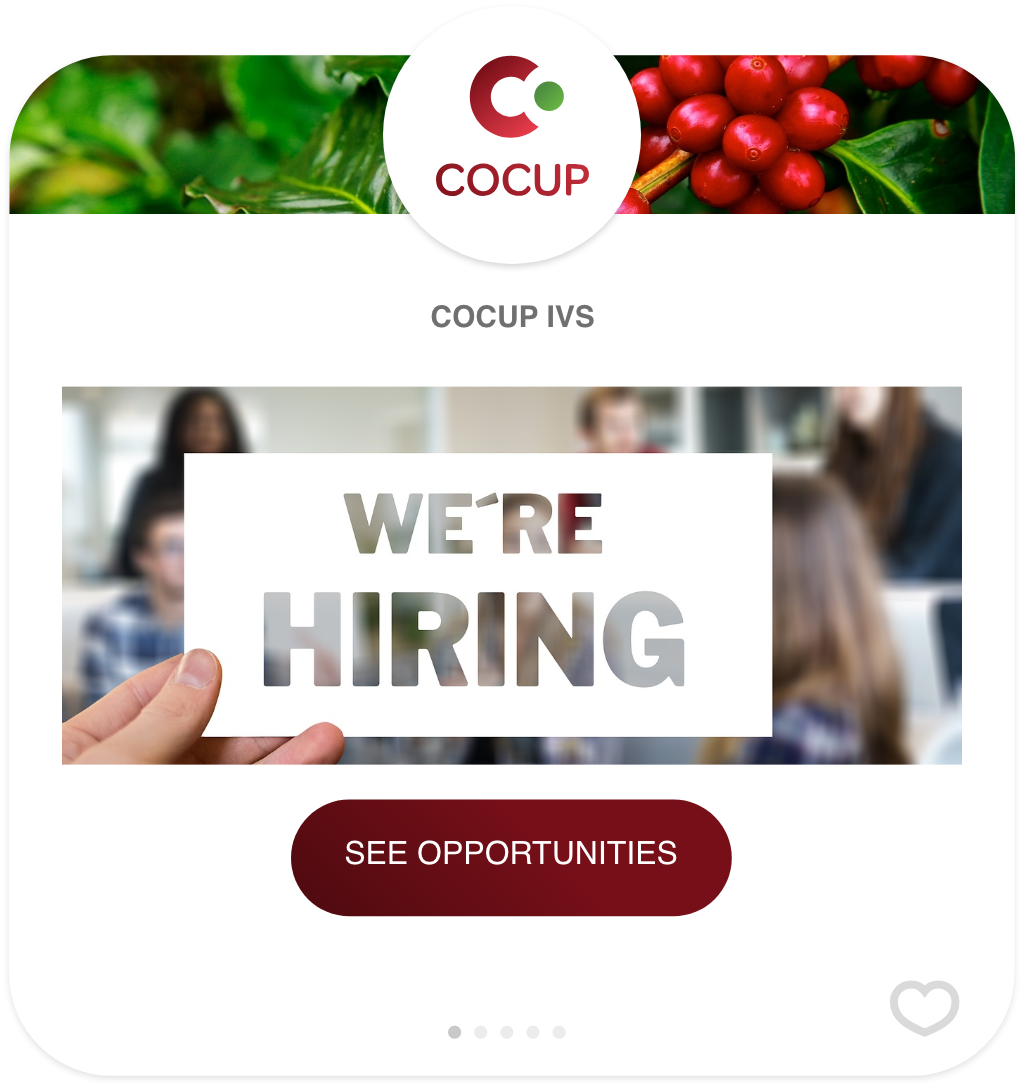 COCUP
COCUP IVS
WE´RE
HIRING
SEE OPPORTUNITIES